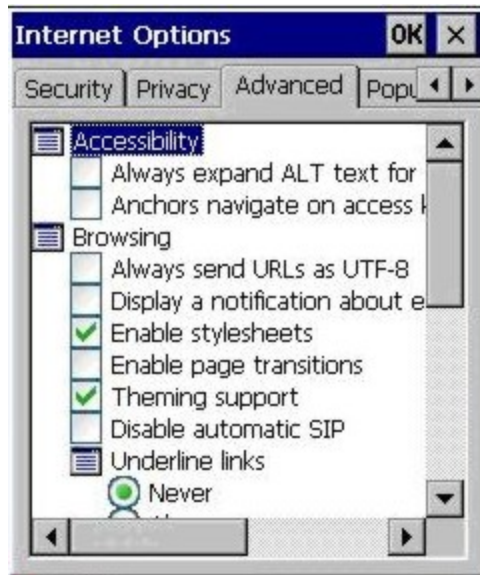 Internet Options OK
Security Privacy Advanced
Accessibility
Always expand ALT text for
Anchors navigate on access
Browsing
Always send URLs as UTF-8
Display a notification about
Enable stylesheets
Enable page transitions
Theming support
Disable automatic SIP
Underline links
Never